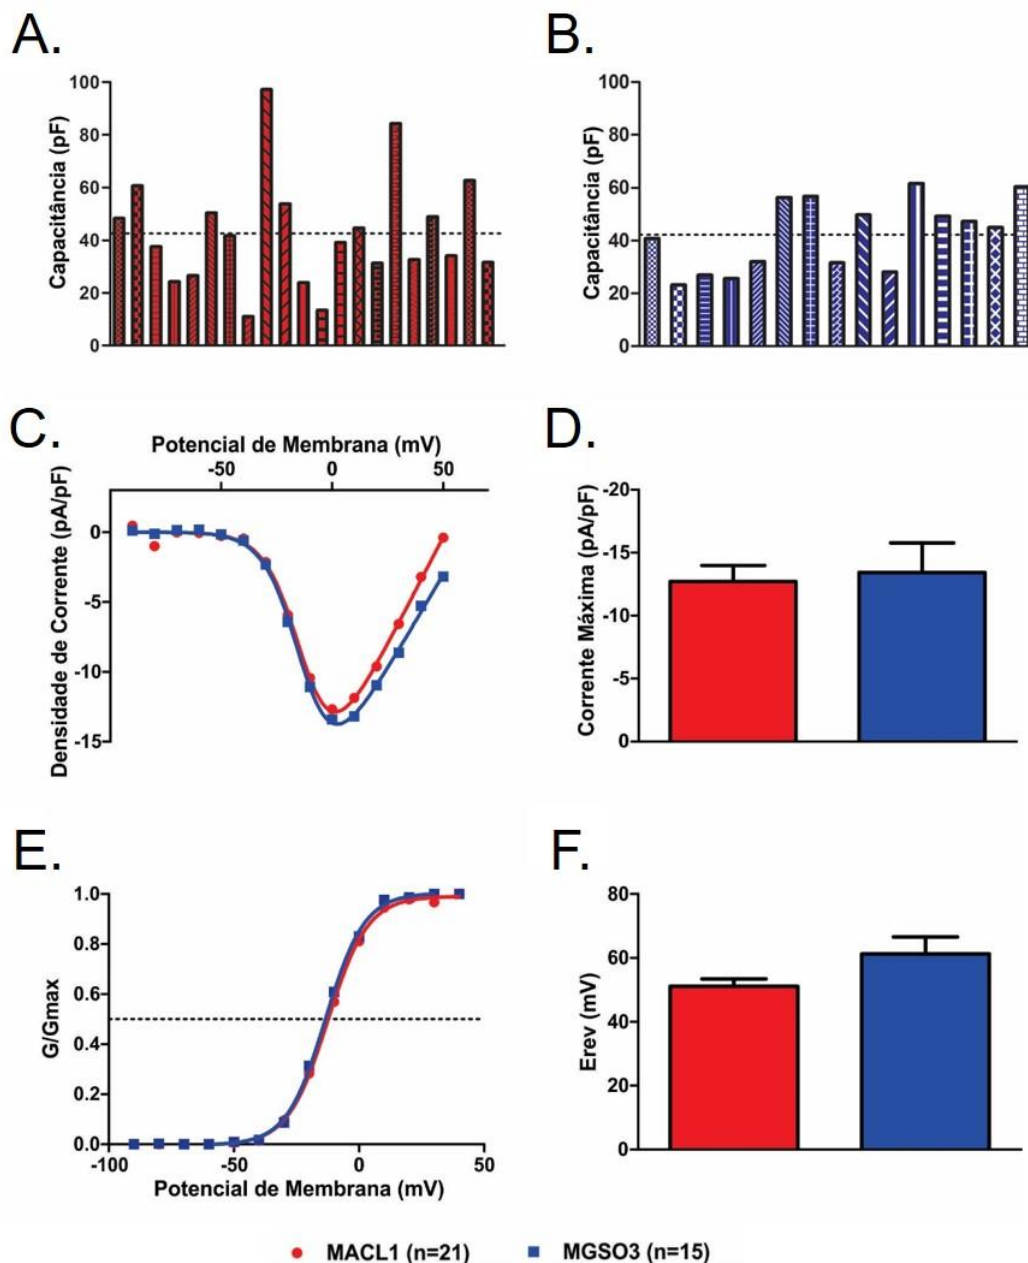 A.
B.
Capacitância (pF)
100
80
60
40
20
0
Capacitância (pF)
100
80
60
40
20
0
C.
D.
Potencial de Membrana (mV)
-50
0
50
Densidade de Corrente (pA/pF)
0
-5
-10
-15
Corrente Máxima (pA/pF)
-20
-15
-10
-5
0
E.
F.
G/Gmax
1.0
0.8
0.6
0.4
0.2
0.0
-100
-50
0
50
Potencial de Membrana (mV)
Erev (mV)
80
60
40
20
0
MACL1 (n=21)
MGSO3 (n=15)